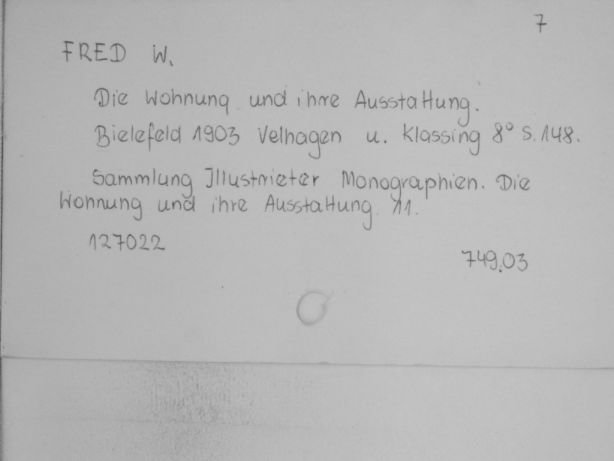 7
FRED W.
Die Wohnung und ihre Ausstattung.
Bielefeld 1903 Velhagen u. Klassing 8° S. 148.
Sammlung Illustrieter Monographien. Die
Wohnung und ihre Ausstattung. 11.
127022
749.03